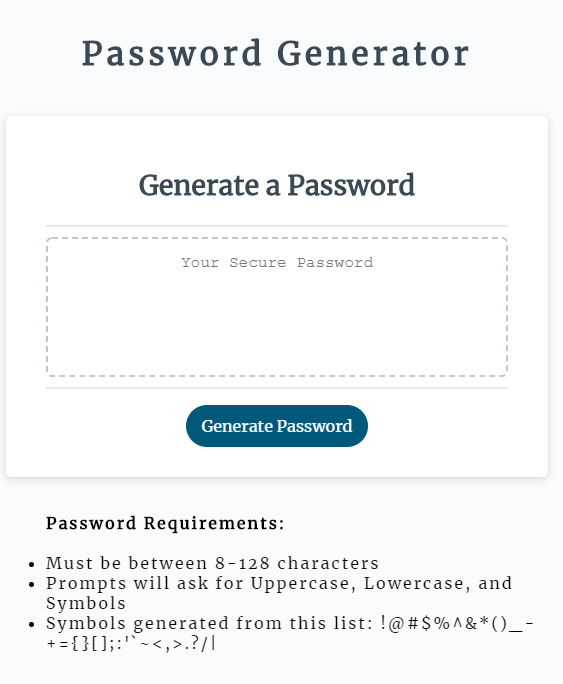 Password Generator
Generate a Password
Your Secure Password
Generate Password
Password Requirements:
• Must be between 8-128 characters
• Prompts will ask for Uppercase, Lowercase, and
Symbols
• Symbols generated from this list: !@#$%^&*()_-
+={}[];:'`~<,>.?/|